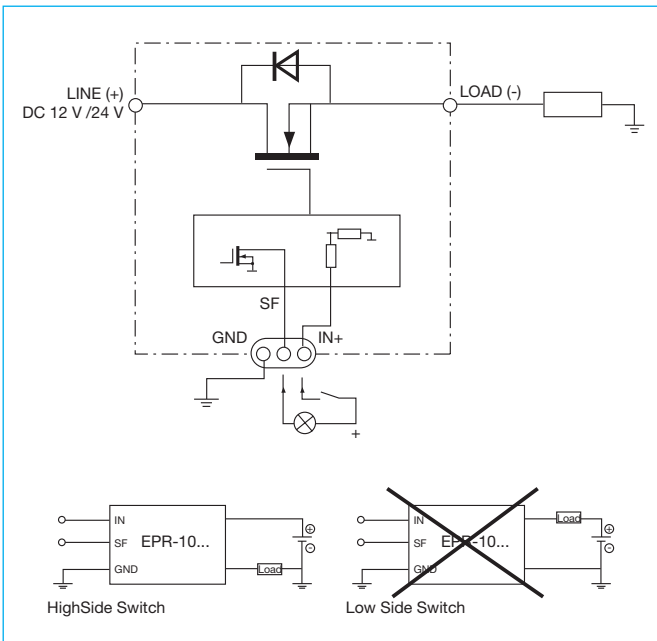 LINE (+)
DC 12 V /24 V
LOAD (-)
SF
GND
IN+
+
IN
SF
GND
EPR-10...
Load
+
-
HighSide Switch
IN
SF
GND
EPR-10...
Load
+
-
Low Side Switch